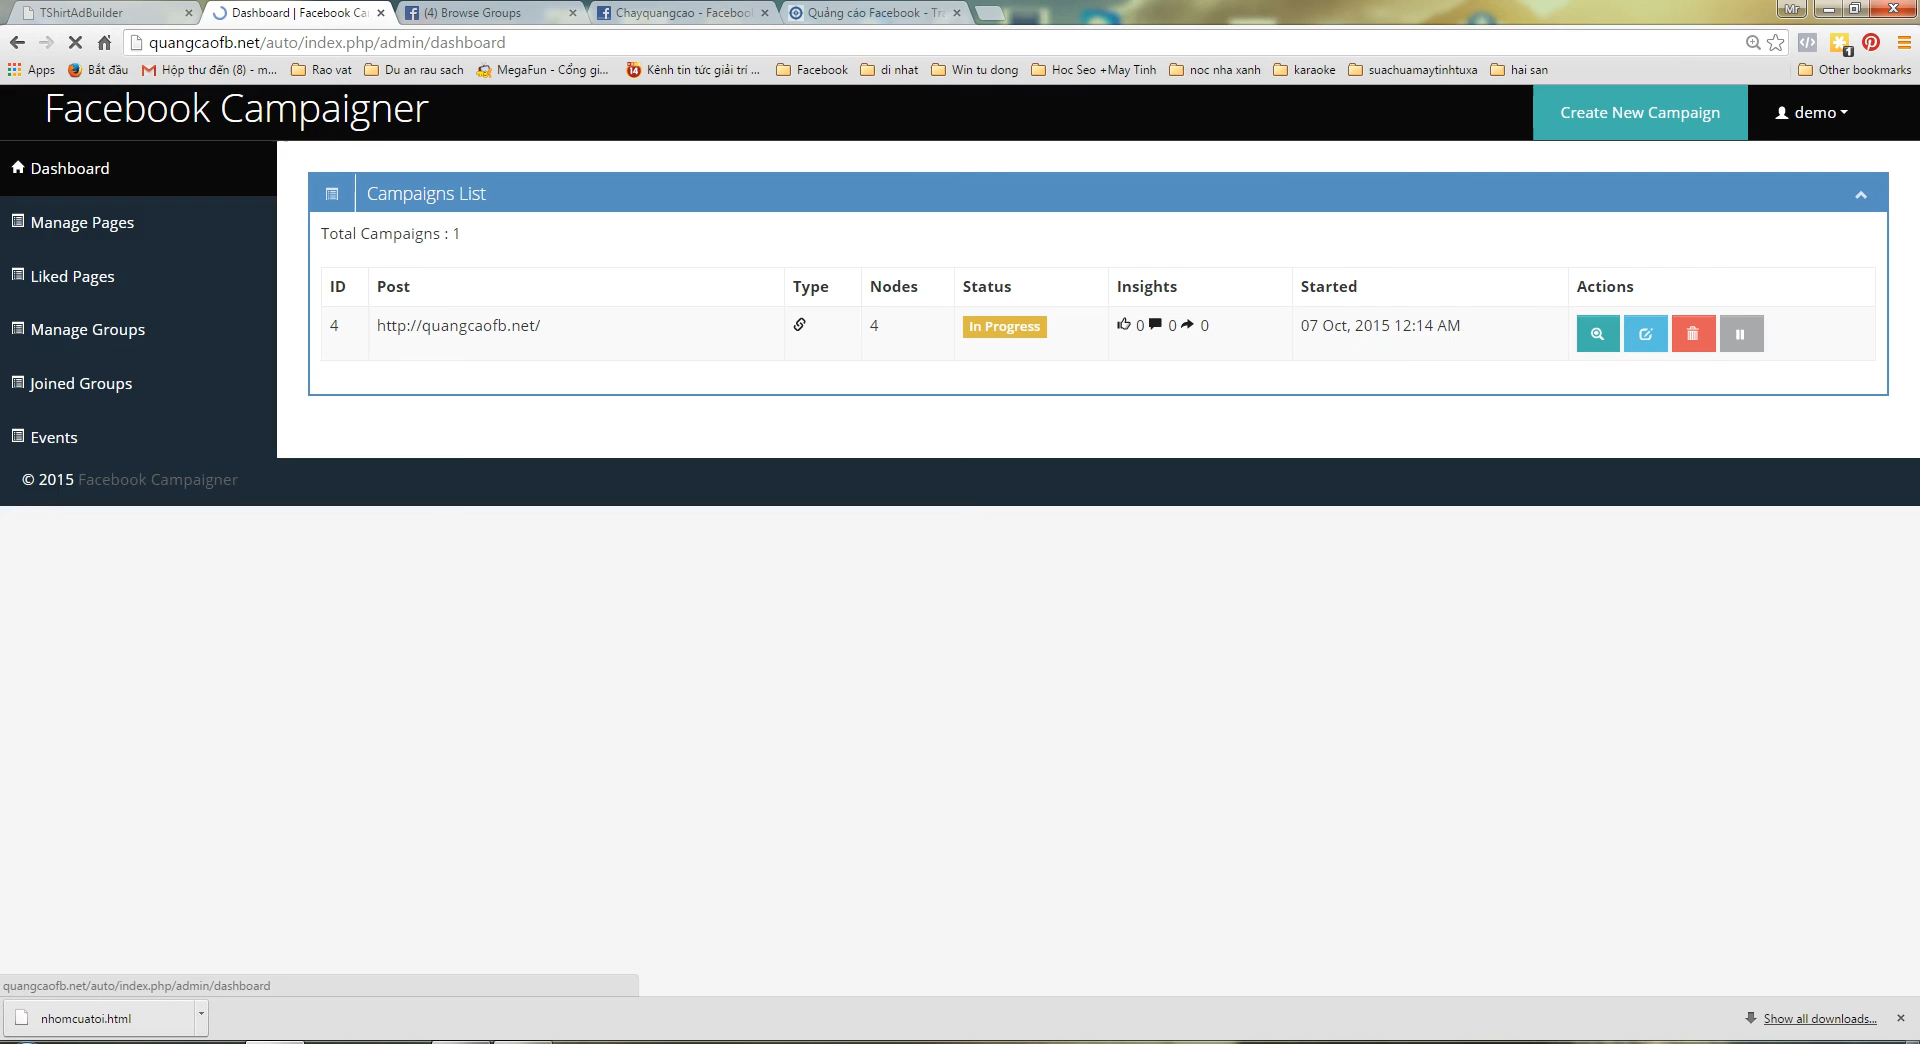 TShirtAdBuilder
Dashboard | Facebook Ca
(4) Browse Groups
Chayquangcao - Facebook
Quảng cáo Facebook - Tra
Mr
quangcaofb.net/auto/index.php/admin/dashboard
1
Apps
Bắt đầu
Hộp thư đến (8) - m...
Rao vat
Du an rau sach
MegaFun - Cổng gi...
14
Kênh tin tức giải trí ...
Facebook
di nhat
Win tu dong
Hoc Seo +May Tinh
noc nha xanh
karaoke
suachuamaytinhtuxa
hai san
Other bookmarks
Facebook Campaigner
Create New Campaign
demo
Dashboard
Manage Pages
Liked Pages
Manage Groups
Joined Groups
Events
Campaigns List
Total Campaigns : 1
ID Post Type Nodes Status Insights Started Actions
4 http://quangcaofb.net/ 4 In Progress 0 0 0 07 Oct, 2015 12:14 AM
© 2015 Facebook Campaigner
quangcaofb.net/auto/index.php/admin/dashboard
nhomcuatoi.html
Show all downloads...